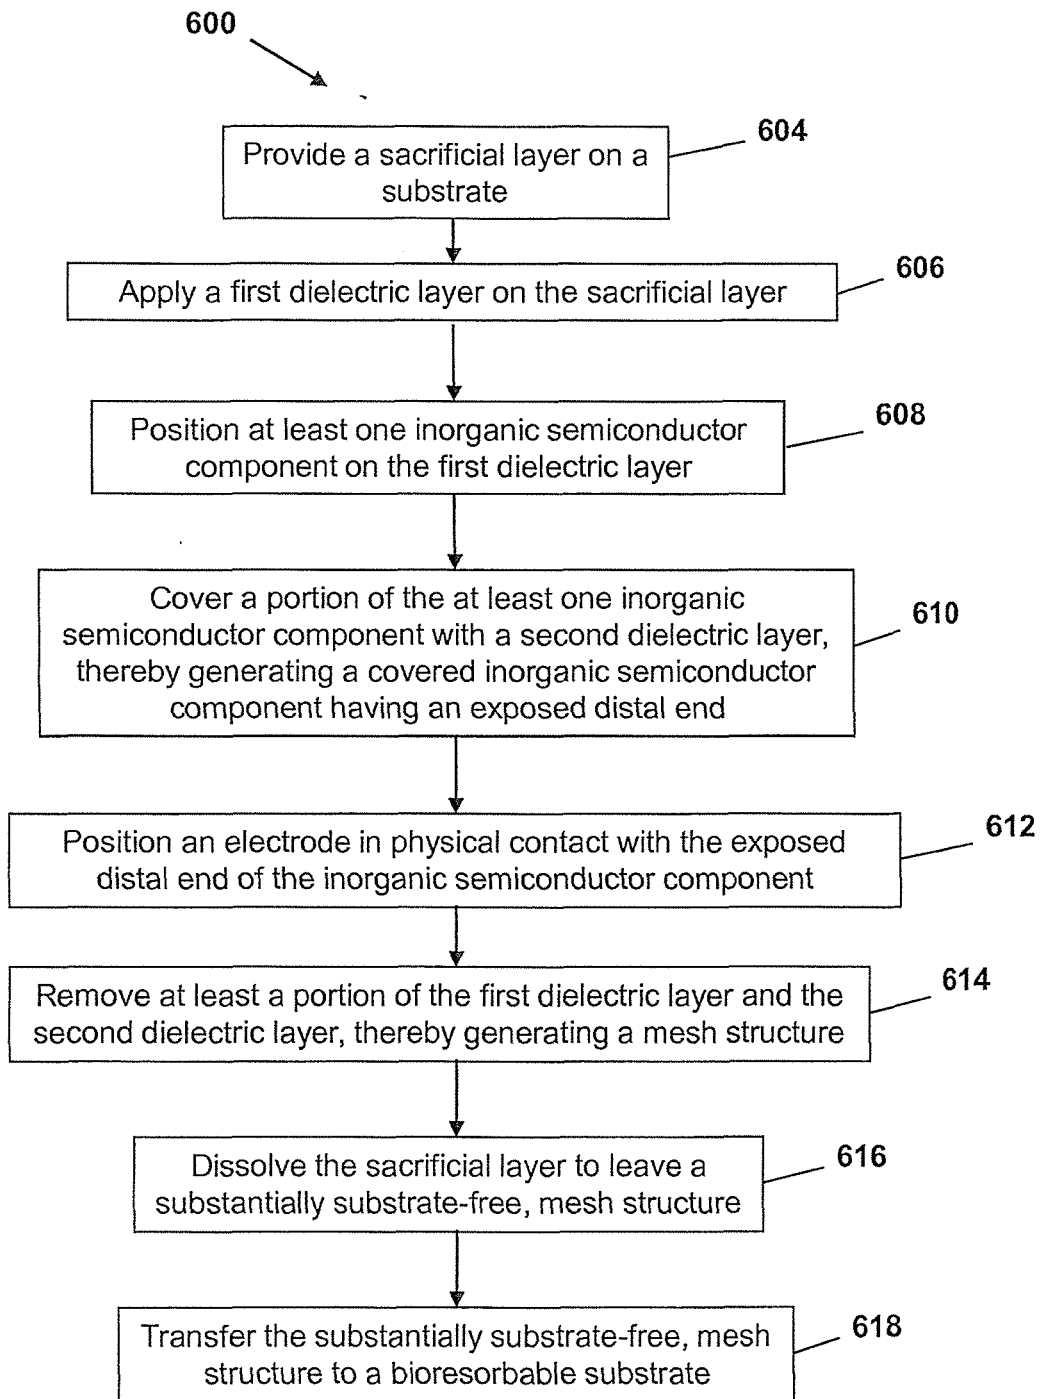 600
604
Provide a sacrificial layer on a
substrate
606
Apply a first dielectric layer on the sacrificial layer
608
Position at least one inorganic semiconductor
component on the first dielectric layer
610
Cover a portion of the at least one inorganic
semiconductor component with a second dielectric layer,
thereby generating a covered inorganic semiconductor
component having an exposed distal end
612
Position an electrode in physical contact with the exposed
distal end of the inorganic semiconductor component
614
Remove at least a portion of the first dielectric layer and the
second dielectric layer, thereby generating a mesh structure
616
Dissolve the sacrificial layer to leave a
substantially substrate-free, mesh structure
618
Transfer the substantially substrate-free, mesh
structure to a bioresorbable substrate